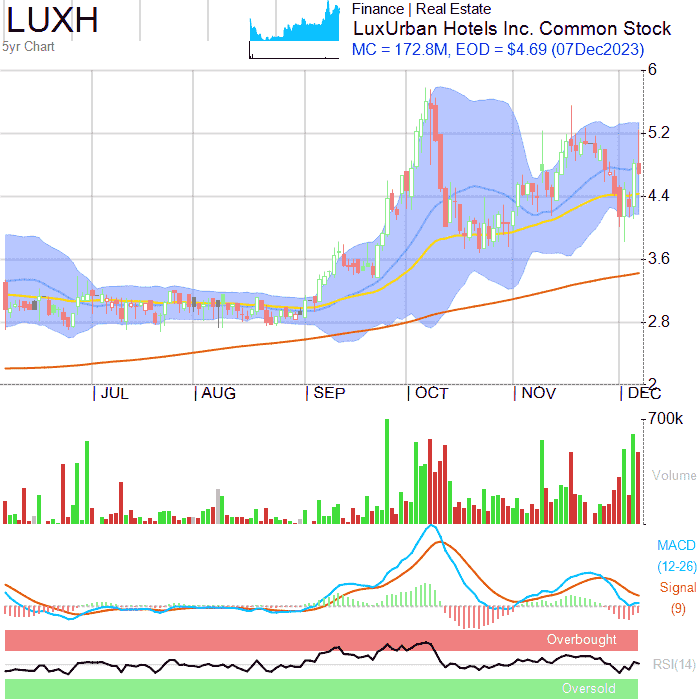 LUXH
5yr Chart
Finance | Real Estate
LuxUrban Hotels Inc. Common Stock
MC = 172.8M, EOD = $4.69 (07Dec2023)
6
5.2
4.4
3.6
2.8
2
JUL AUG SEP OCT NOV DEC
700k
Volume
MACD
(12-26)
Signal
(9)
Overbought
RSI(14)
Oversold